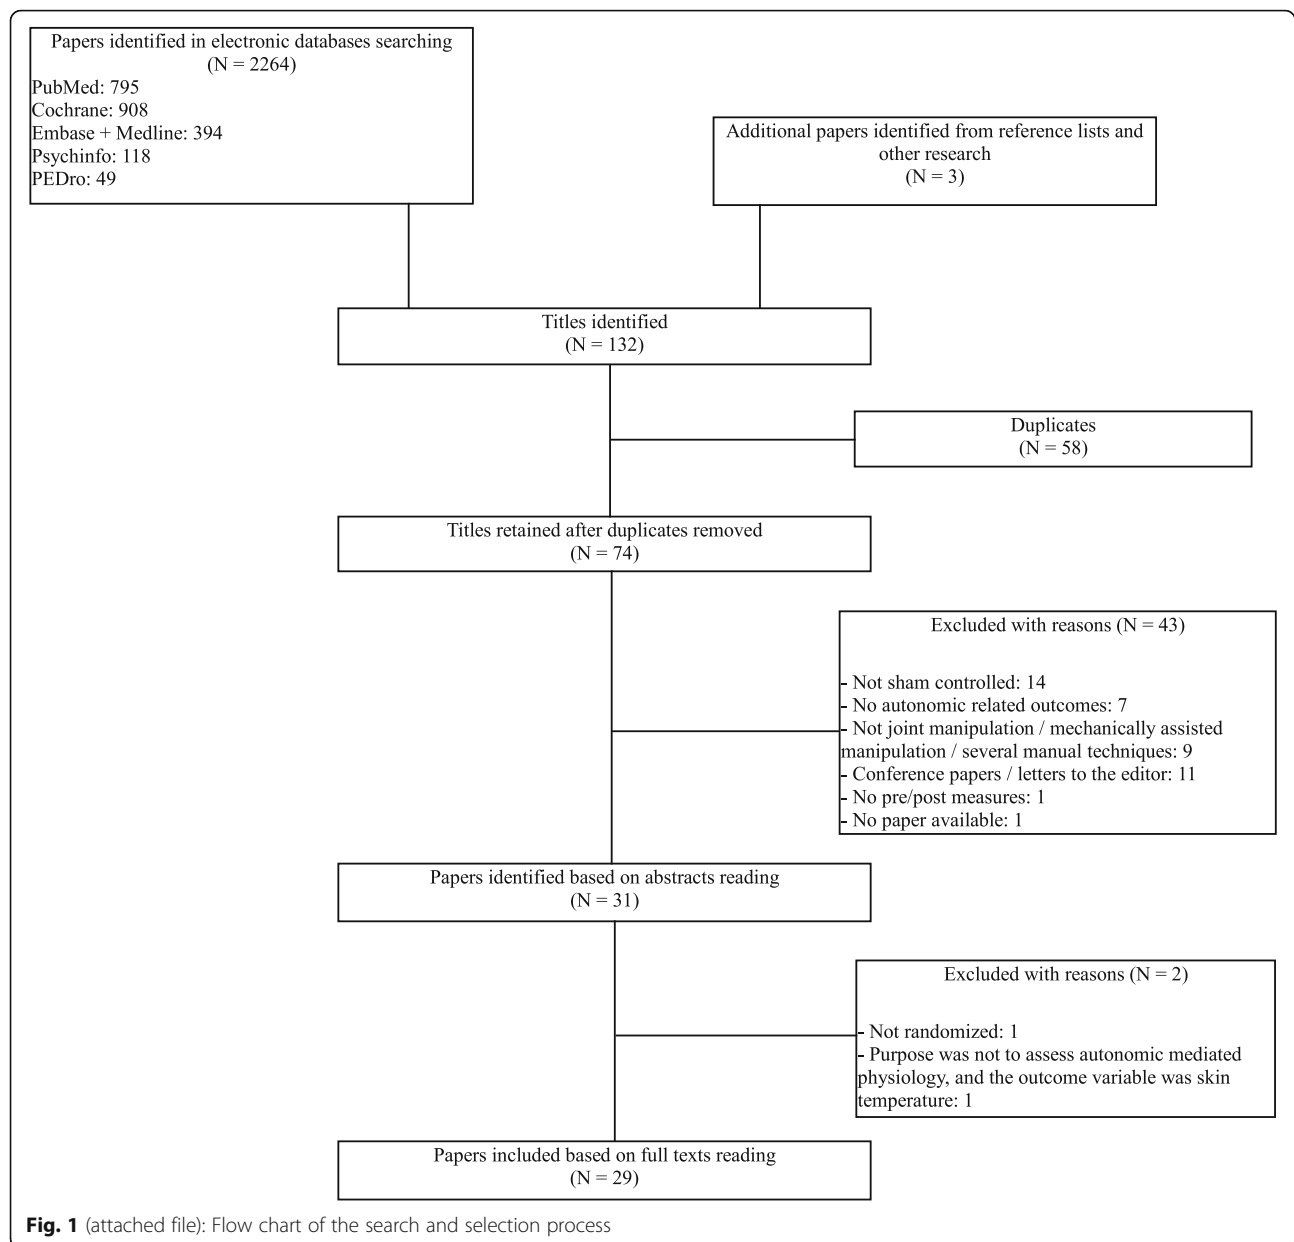 Papers identified in electronic databases searching
(N = 2264)
PubMed: 795
Cochrane: 908
Embase + Medline: 394
Psychinfo: 118
PEDro: 49
Additional papers identified from reference lists and
other research
(N = 3)
Titles identified
(N = 132)
Duplicates
(N = 58)
Titles retained after duplicates removed
(N = 74)
Excluded with reasons (N = 43)
- Not sham controlled: 14
- No autonomic related outcomes: 7
- Not joint manipulation / mechanically assisted
manipulation / several manual techniques: 9
- Conference papers / letters to the editor: 11
- No pre/post measures: 1
- No paper available: 1
Papers identified based on abstracts reading
(N = 31)
Excluded with reasons (N = 2)
- Not randomized: 1
- Purpose was not to assess autonomic mediated
physiology, and the outcome variable was skin
temperature: 1
Papers included based on full texts reading
(N = 29)
Fig. 1 (attached file): Flow chart of the search and selection process